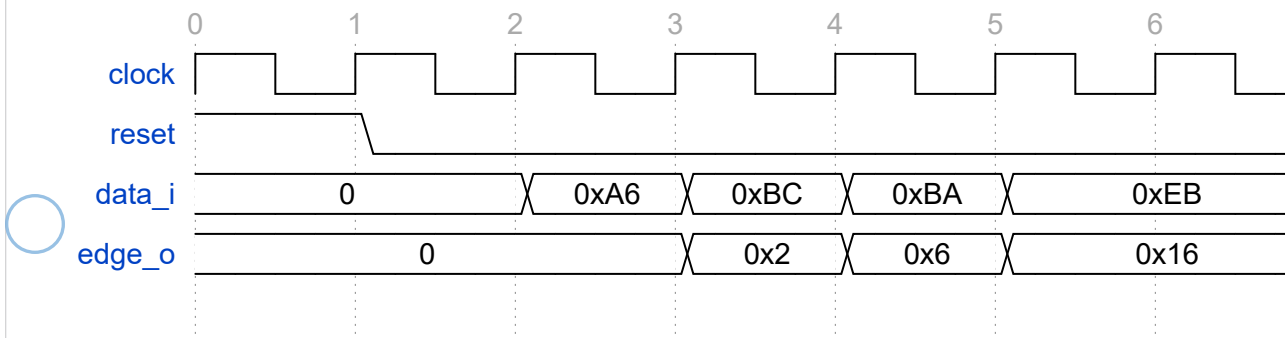 0 1 2 3 4 5 6
clock
reset
data_i 0 0xA6 0xBC 0xBA 0xEB
edge_o 0 0x2 0x6 0x16